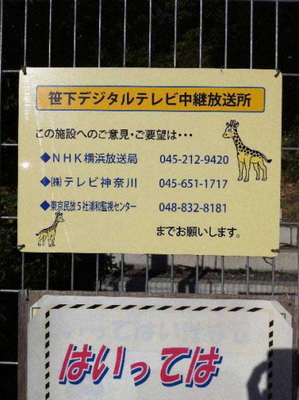 笹下デジタルテレビ中継放送所
この施設へのご意見・ご要望は・・・
◆NHK横浜放送局 045-212-9420
◆㈱テレビ神奈川 045-651-1717
◆東京民放5社浦和監視センター 048-832-8181
までお願いします。
はいっては